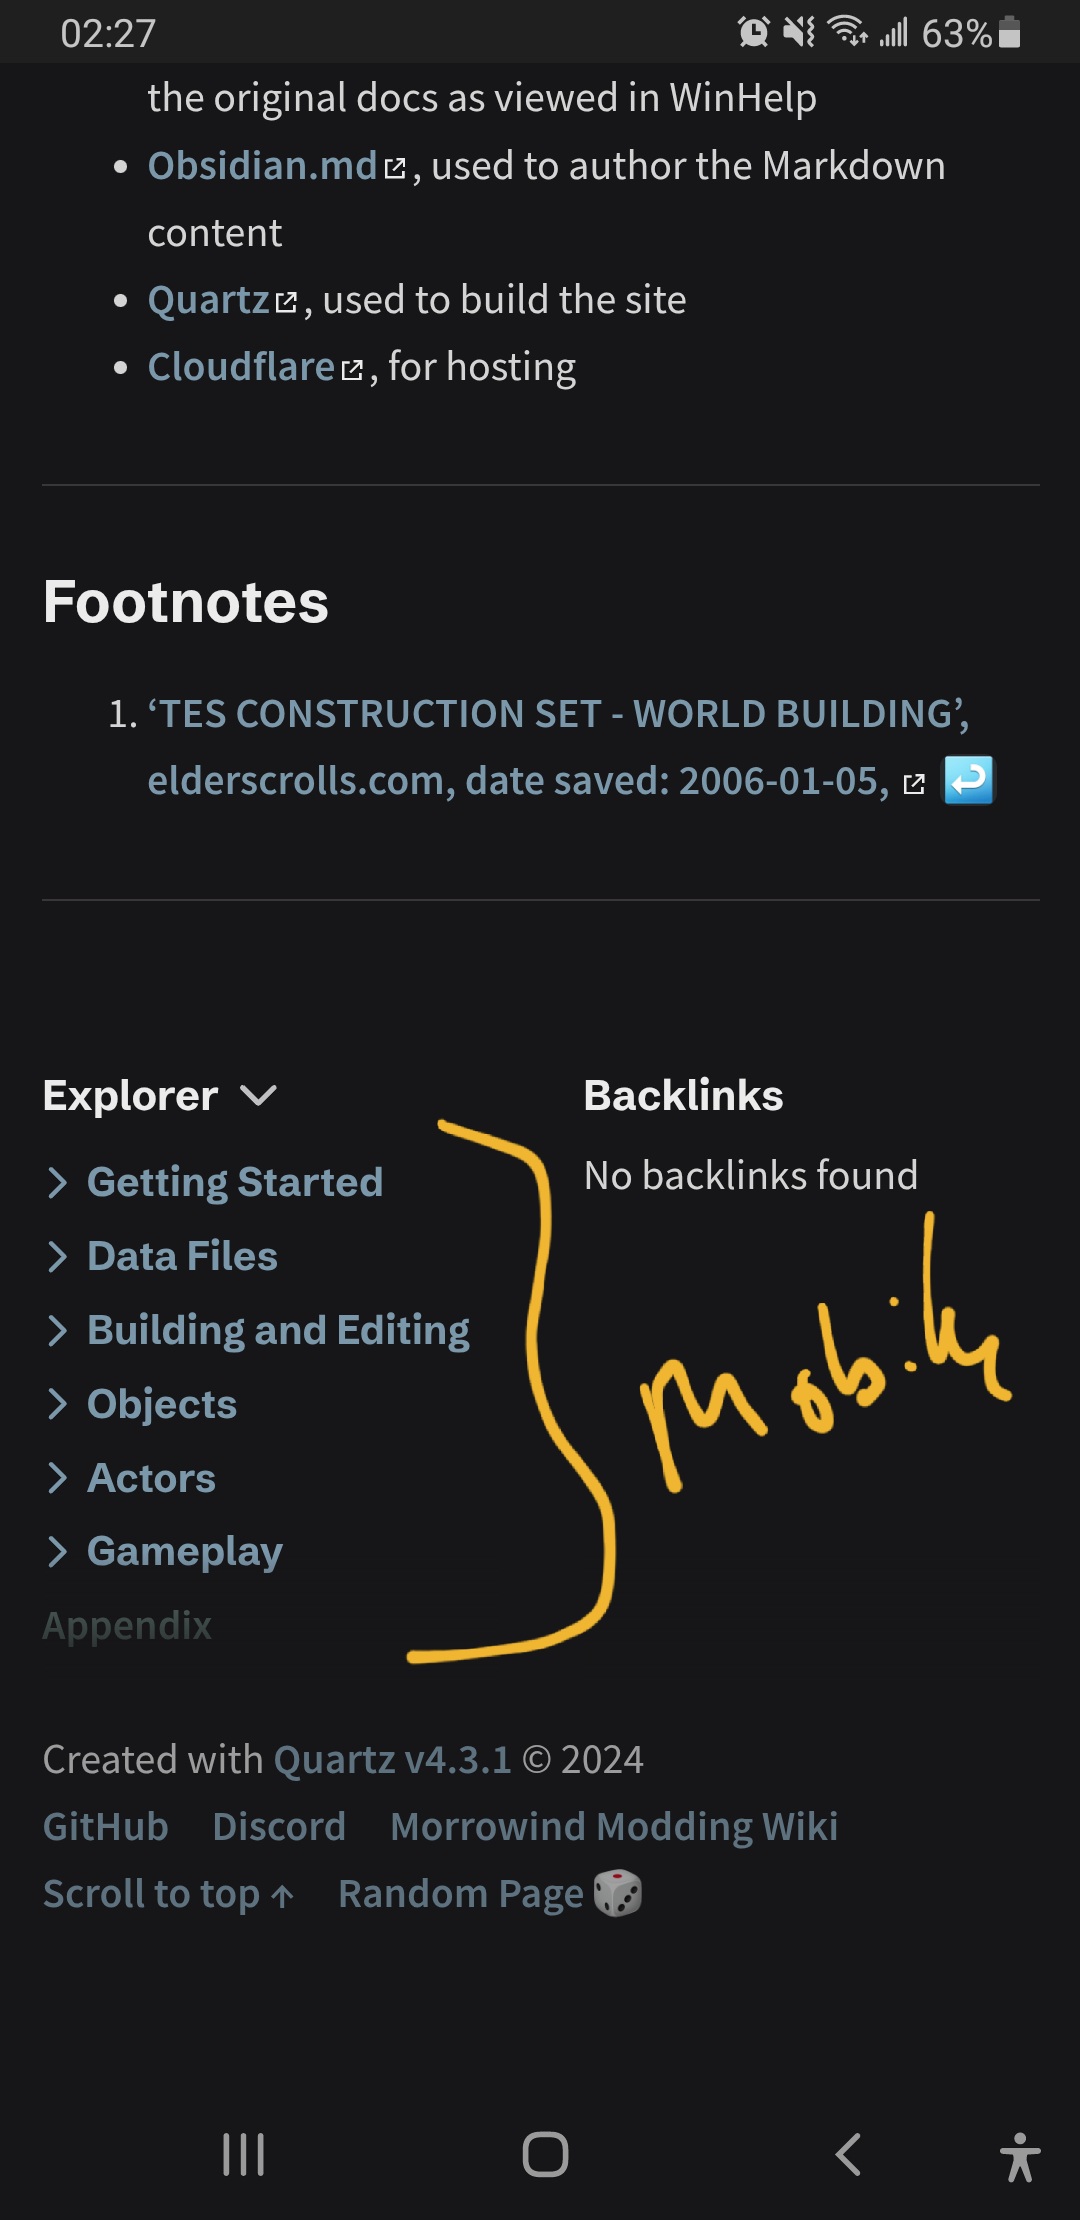 02:27 63%
the original docs as viewed in WinHelp
• Obsidian.md, used to author the Markdown
content
• Quartz, used to build the site
• Cloudflare, for hosting
Footnotes
1. ‘TES CONSTRUCTION SET - WORLD BUILDING’,
elderscrolls.com, date saved: 2006-01-05, ↩
Explorer
Getting Started
Data Files
Building and Editing
Objects
Actors
Gameplay
Appendix
Backlinks
No backlinks found
Mobile
Created with Quartz v4.3.1 © 2024
GitHub Discord Morrowind Modding Wiki
Scroll to top ↑ Random Page 🎲